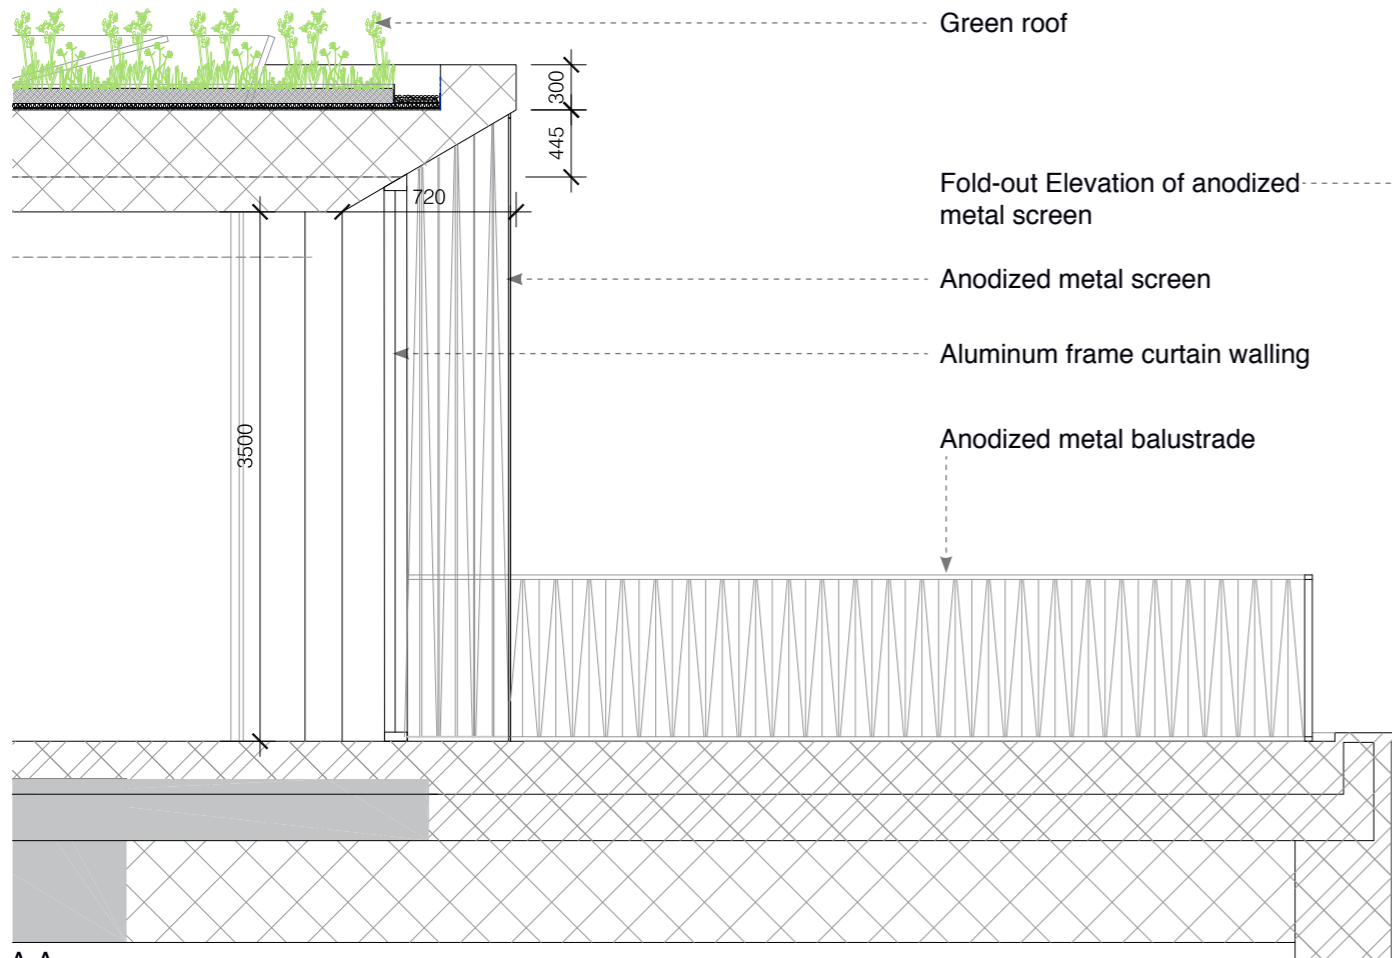 Green roof
300
445
Fold-out Elevation of anodized
metal screen
720
Anodized metal screen
Aluminum frame curtain walling
Anodized metal balustrade
3500